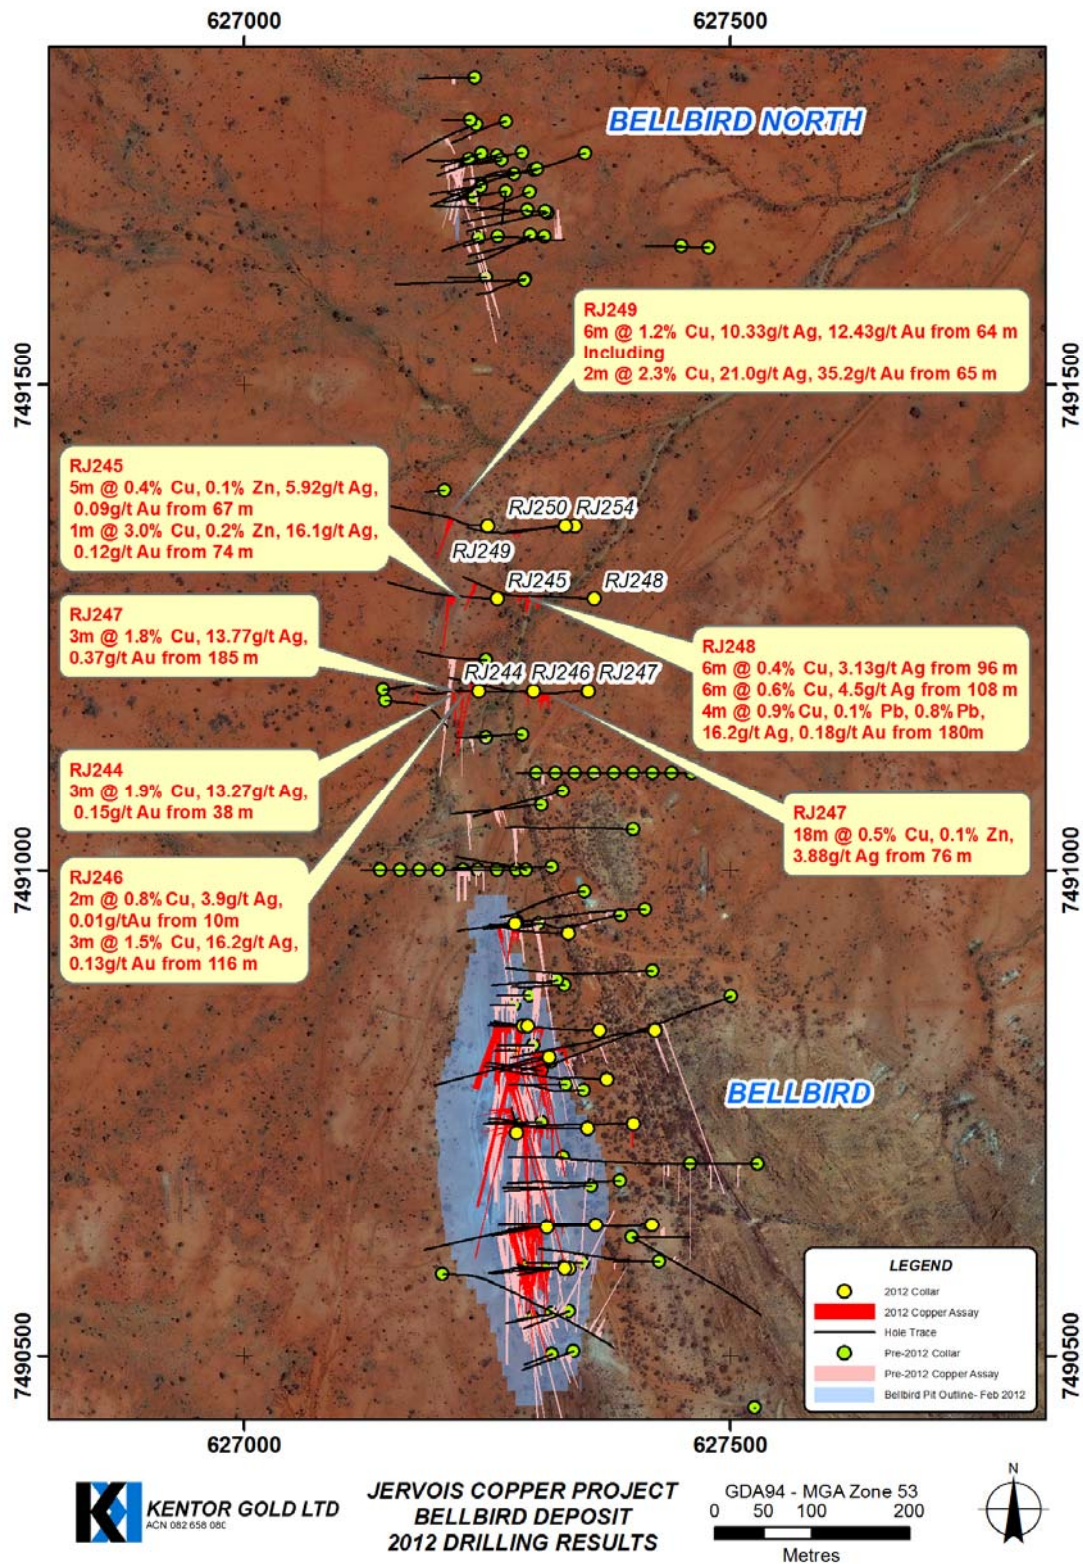 627000
627500
BELLBIRD NORTH
RJ249
6m @ 1.2% Cu, 10.33g/t Ag, 12.43g/t Au from 64 m
Including
2m @ 2.3% Cu, 21.0g/t Ag, 35.2g/t Au from 65 m
7491500
7491500
RJ245
5m @ 0.4% Cu, 0.1% Zn, 5.92g/t Ag,
0.09g/t Au from 67 m
1m @ 3.0% Cu, 0.2% Zn, 16.1g/t Ag,
0.12g/t Au from 74 m
RJ250
RJ254
RJ249
RJ245
RJ248
RJ247
3m @ 1.8% Cu, 13.77g/t Ag,
0.37g/t Au from 185 m
RJ244
RJ246
RJ247
RJ248
6m @ 0.4% Cu, 3.13g/t Ag from 96 m
6m @ 0.6% Cu, 4.5g/t Ag from 108 m
4m @ 0.9% Cu, 0.1% Pb, 0.8% Pb,
16.2g/t Ag, 0.18g/t Au from 180m
RJ244
3m @ 1.9% Cu, 13.27g/t Ag,
0.15g/t Au from 38 m
RJ247
18m @ 0.5% Cu, 0.1% Zn,
3.88g/t Ag from 76 m
7491000
7491000
RJ246
2m @ 0.8% Cu, 3.9g/t Ag,
0.01g/tAu from 10m
3m @ 1.5% Cu, 16.2g/t Ag,
0.13g/t Au from 116 m
BELLBIRD
LEGEND
2012 Collar
2012 Copper Assay
Hole Trace
Pre-2012 Collar
Pre-2012 Copper Assay
Bellbird Pit Outline- Feb 2012
7490500
7490500
627000
627500
KENTOR GOLD LTD
ACN 082 658 080
JERVOIS COPPER PROJECT
BELLBIRD DEPOSIT
2012 DRILLING RESULTS
GDA94 - MGA Zone 53
0 50 100 200
Metres
N